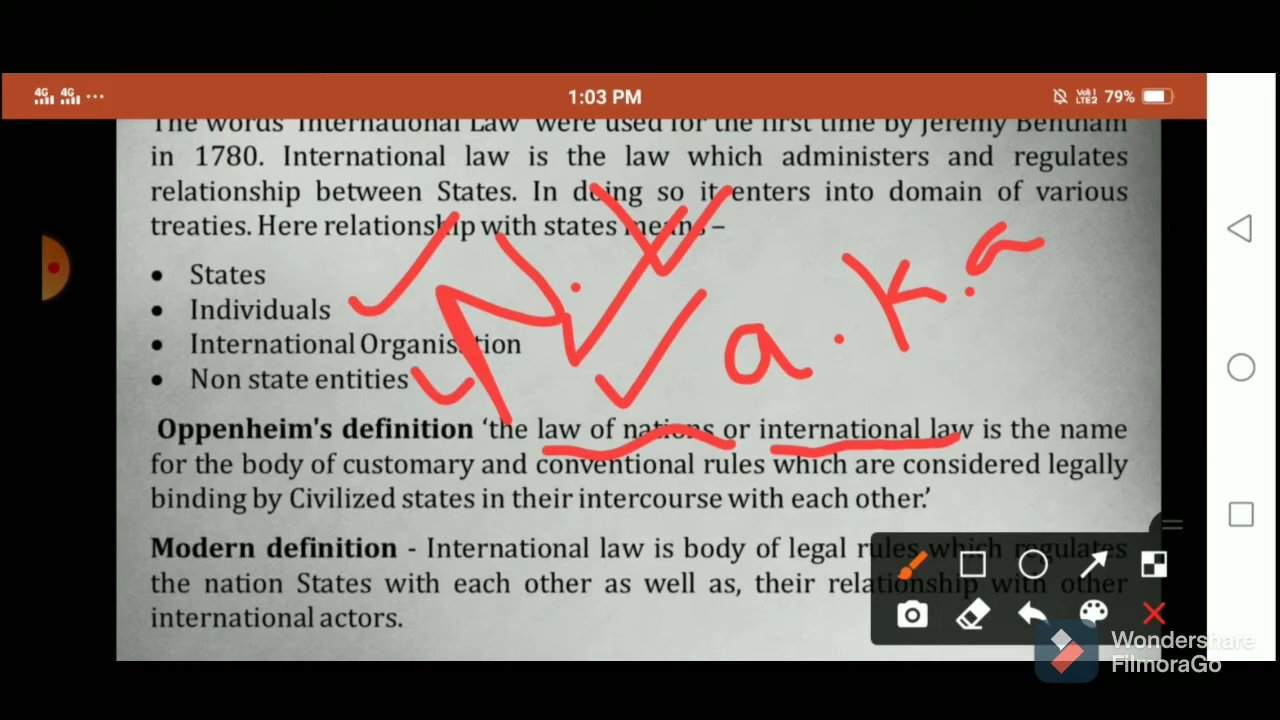 4G 4G ... 1:03 PM Vo)) LTE2 79%
The words 'International Law' were used for the first time by Jeremy Bentham
in 1780. International law is the law which administers and regulates
relationship between States. In doing so it enters into domain of various
treaties. Here relationship with states means –
• States
• Individuals
• International Organisation
• Non state entities
N. a. K.
Oppenheim's definition 'the law of nations or international law is the name
for the body of customary and conventional rules which are considered legally
binding by Civilized states in their intercourse with each other.'
Modern definition - International law is body of legal rules which regulates
the nation States with each other as well as, their relationship with other
international actors.
Wondershare
FilmoraGo